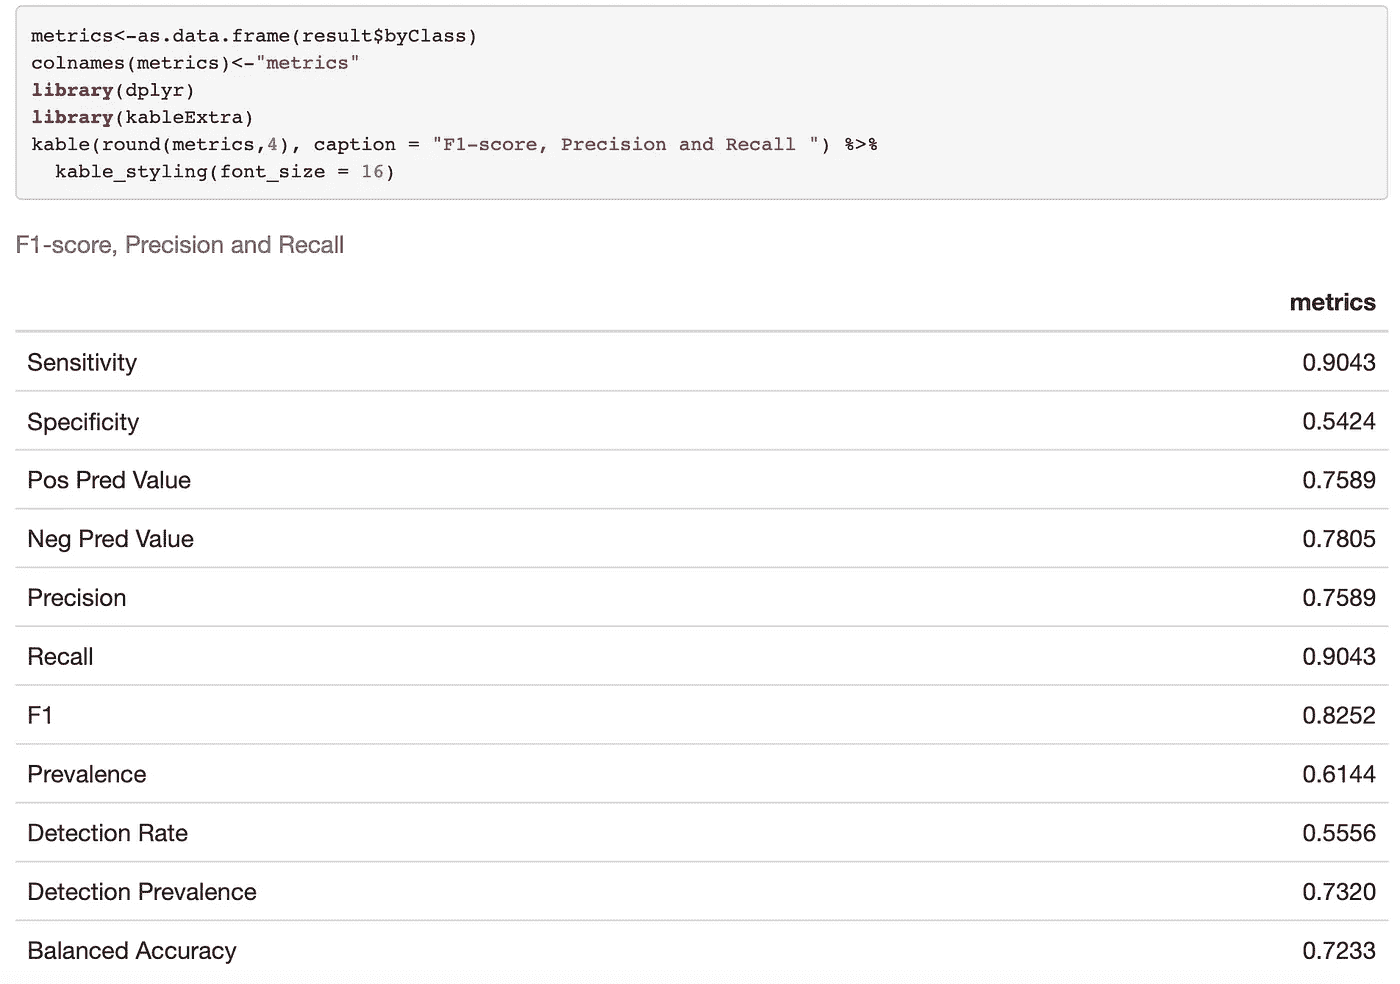 metrics<-as.data.frame(result$byClass)
colnames(metrics)<-"metrics"
library(dplyr)
library(kableExtra)
kable(round(metrics,4), caption = "F1-score, Precision and Recall ") %>%
  kable_styling(font_size = 16)
F1-score, Precision and Recall
metrics
Sensitivity 0.9043
Specificity 0.5424
Pos Pred Value 0.7589
Neg Pred Value 0.7805
Precision 0.7589
Recall 0.9043
F1 0.8252
Prevalence 0.6144
Detection Rate 0.5556
Detection Prevalence 0.7320
Balanced Accuracy 0.7233